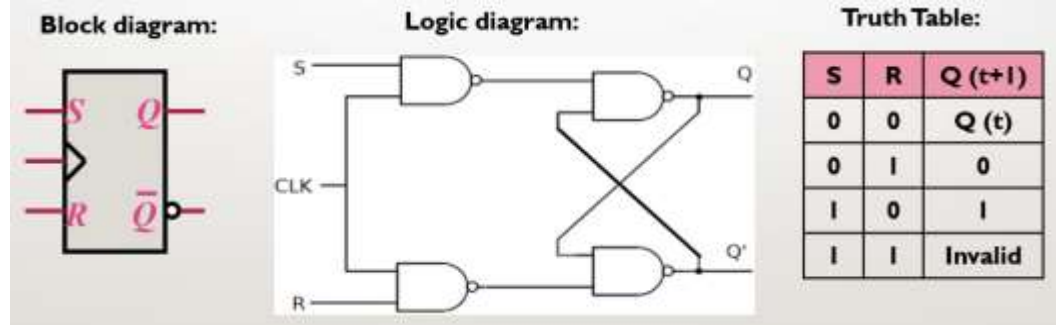 Block diagram:
S Q
R Q̅
Logic diagram:
S
Q
CLK
Q'
R
Truth Table:
S R Q (t+1)
0 0 Q (t)
0 1 0
1 0 1
1 1 Invalid